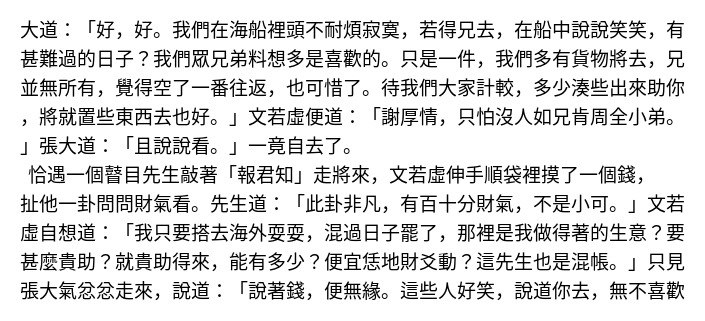 大道：「好，好。我們在海船裡頭不耐煩寂寞，若得兄去，在船中說說笑笑，有
甚難過的日子？我們眾兄弟料想多是喜歡的。只是一件，我們多有貨物將去，兄
並無所有，覺得空了一番往返，也可惜了。待我們大家計較，多少湊些出來助你
，將就置些東西去也好。」文若虛便道：「謝厚情，只怕沒人如兄肯周全小弟。
」張大道：「且說說看。」一竟自去了。
恰遇一個瞽目先生敲著「報君知」走將來，文若虛伸手順袋裡摸了一個錢，
扯他一卦問問財氣看。先生道：「此卦非凡，有百十分財氣，不是小可。」文若
虛自想道：「我只要搭去海外耍耍，混過日子罷了，那裡是我做得著的生意？要
甚麼貴助？就貴助得來，能有多少？便宜恁地財爻動？這先生也是混帳。」只見
張大氣忿忿走來，說道：「說著錢，便無緣。這些人好笑，說道你去，無不喜歡